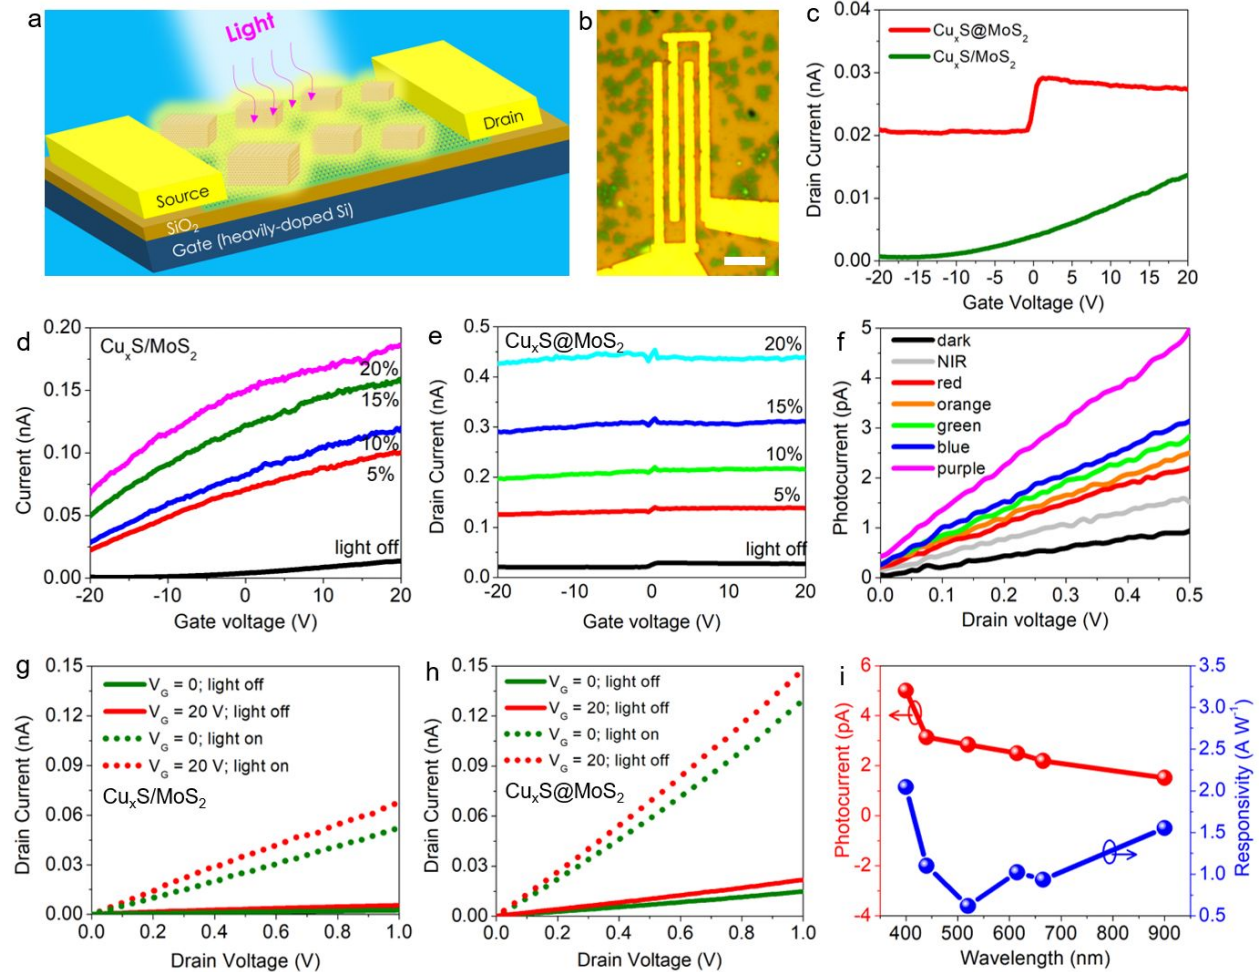 a
Light
Source
Drain
SiO₂
Gate (heavily-doped Si)
b
c
0.04
0.03
0.02
0.01
0.00
Drain Current (nA)
CuₓS@MoS₂
CuₓS/MoS₂
-20 -15 -10 -5 0 5 10 15 20
Gate Voltage (V)
d
0.20
0.15
0.10
0.05
0.00
Current (nA)
CuₓS/MoS₂
20%
15%
10%
5%
light off
-20 -10 0 10 20
Gate voltage (V)
e
0.5
0.4
0.3
0.2
0.1
0.0
Drain Current (nA)
CuₓS@MoS₂
20%
15%
10%
5%
light off
-20 -10 0 10 20
Gate voltage (V)
f
5
4
3
2
1
0
Photocurrent (pA)
dark
NIR
red
orange
green
blue
purple
0.0 0.1 0.2 0.3 0.4 0.5
Drain voltage (V)
g
0.15
0.12
0.09
0.06
0.03
0.00
Drain Current (nA)
V_G = 0; light off
V_G = 20 V; light off
V_G = 0; light on
V_G = 20 V; light on
CuₓS/MoS₂
0.0 0.2 0.4 0.6 0.8 1.0
Drain Voltage (V)
h
0.15
0.12
0.09
0.06
0.03
0.00
Drain Current (nA)
V_G = 0; light off
V_G = 20; light off
V_G = 0; light on
V_G = 20; light off
CuₓS@MoS₂
0.0 0.2 0.4 0.6 0.8 1.0
Drain Voltage (V)
i
6
4
2
0
-2
-4
Photocurrent (pA)
3.5
3.0
2.5
2.0
1.5
1.0
0.5
Responsivity (A W⁻¹)
400 500 600 700 800 900
Wavelength (nm)